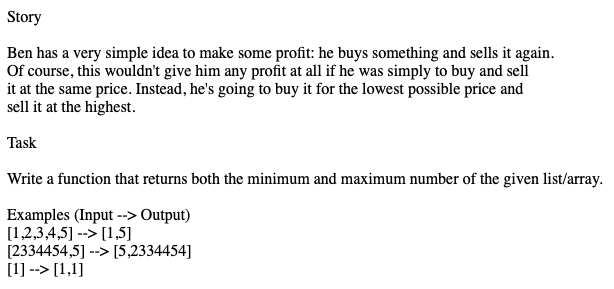 Story
Ben has a very simple idea to make some profit: he buys something and sells it again.
Of course, this wouldn't give him any profit at all if he was simply to buy and sell
it at the same price. Instead, he's going to buy it for the lowest possible price and
sell it at the highest.
Task
Write a function that returns both the minimum and maximum number of the given list/array.
Examples (Input --> Output)
[1,2,3,4,5] --> [1,5]
[2334454,5] --> [5,2334454]
[1] --> [1,1]